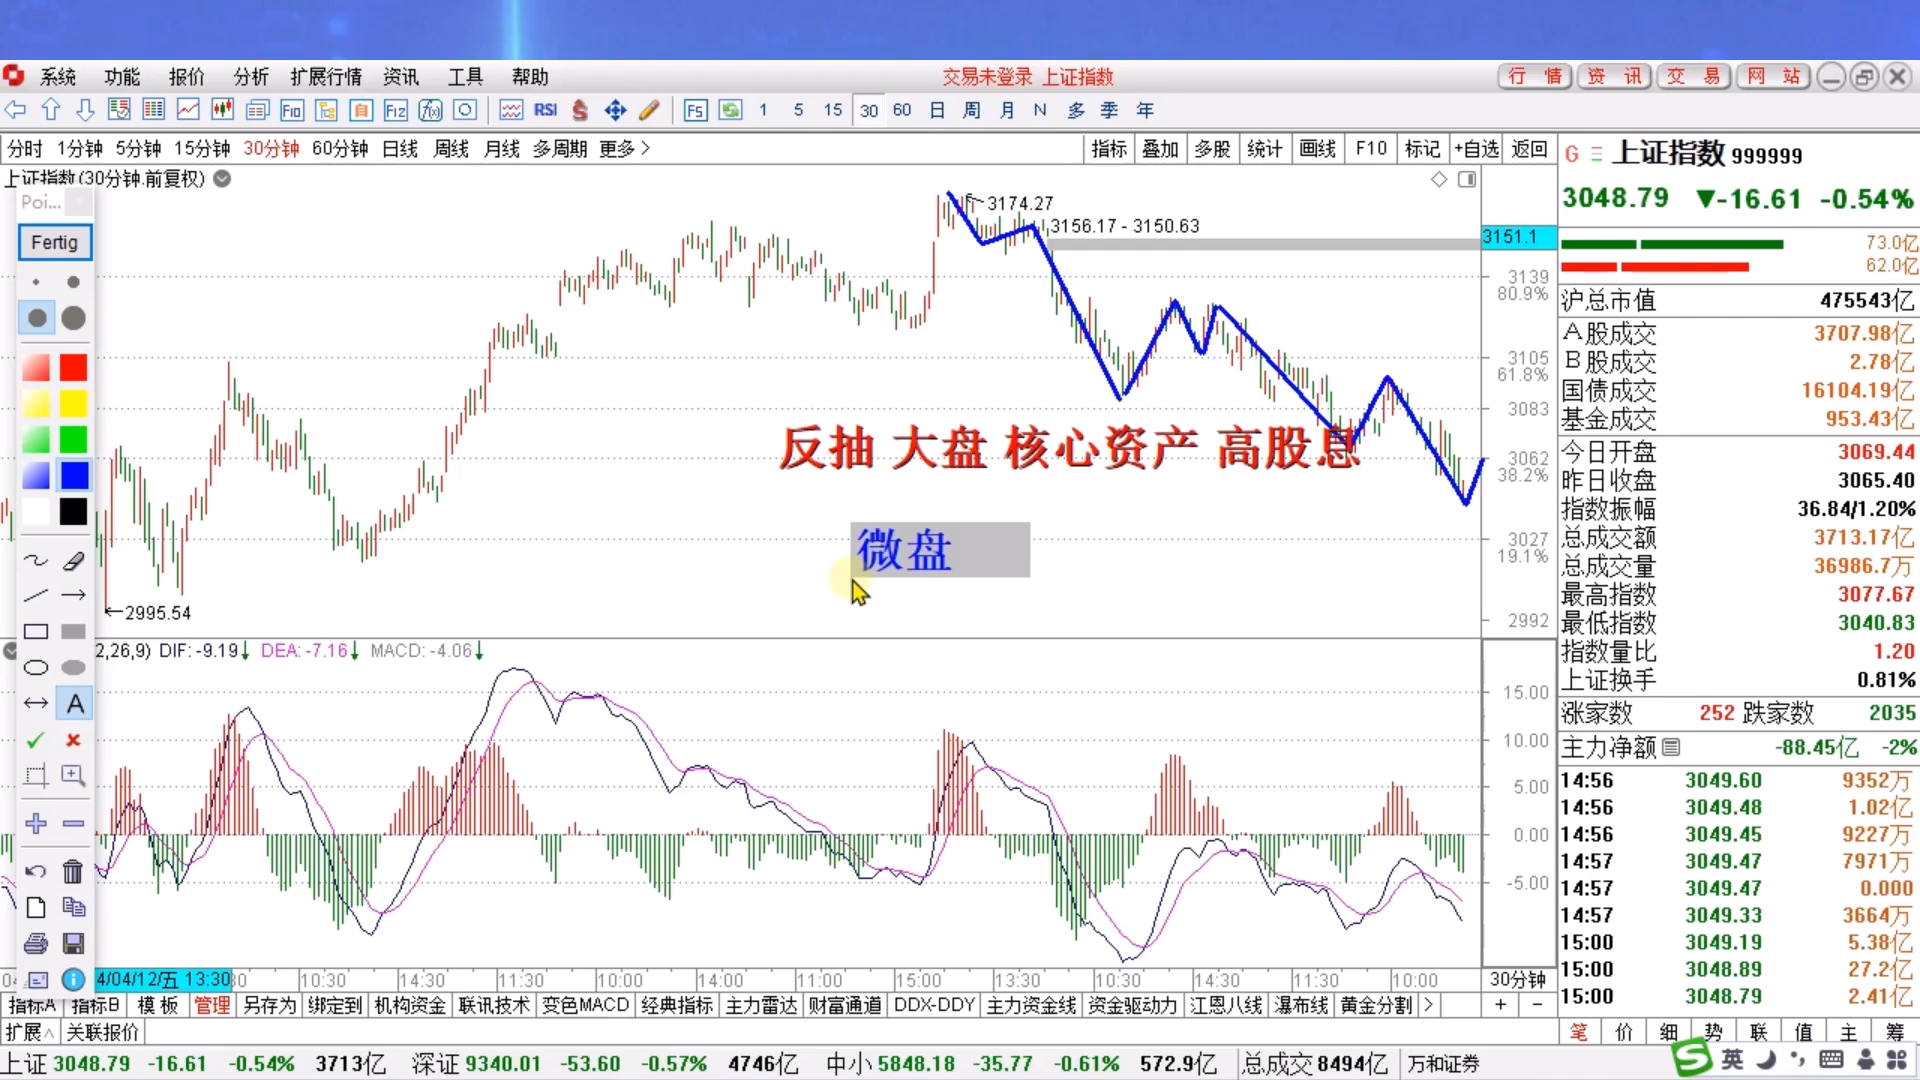 系统 功能 报价 分析 扩展行情 资讯 工具 帮助 交易未登录 上证指数 行情 资讯 交易 网站
F10 F12 f(x) RSI F5 1 5 15 30 60 日 周 月 N 多 季 年
分时 1分钟 5分钟 15分钟 30分钟 60分钟 日线 周线 月线 多周期 更多 指标 叠加 多股 统计 画线 F10 标记 +自选 返回
上证指数(30分钟.前复权)
Poi...
Fertig
3174.27
3156.17 - 3150.63
3151.1
3139
80.9%
3105
61.8%
3083
反抽 大盘 核心资产 高股息
3062
38.2%
微盘
3027
19.1%
2995.54
2992
2,26,9) DIF: -9.19 DEA: -7.16 MACD: -4.06
15.00
10.00
5.00
0.00
-5.00
A
4/04/12/五 13:30 10:30 14:30 11:30 10:00 14:00 11:00 15:00 13:30 10:30 14:30 11:30 10:00 30分钟
指标A 指标B 模板 管理 另存为 绑定到 机构资金 联讯技术 变色MACD 经典指标 主力雷达 财富通道 DDX-DDY 主力资金线 资金驱动力 江恩八线 瀑布线 黄金分割 + -
扩展 关联报价
G 上证指数 999999
3048.79 ▼-16.61 -0.54%
73.0亿
62.0亿
沪总市值 475543亿
A股成交 3707.98亿
B股成交 2.78亿
国债成交 16104.19亿
基金成交 953.43亿
今日开盘 3069.44
昨日收盘 3065.40
指数振幅 36.84/1.20%
总成交额 3713.17亿
总成交量 36986.7万
最高指数 3077.67
最低指数 3040.83
指数量比 1.20
上证换手 0.81%
涨家数 252 跌家数 2035
主力净额 -88.45亿 -2%
14:56 3049.60 9352万
14:56 3049.48 1.02亿
14:56 3049.45 9227万
14:57 3049.47 7971万
14:57 3049.47 0.000
14:57 3049.33 3664万
15:00 3049.19 5.38亿
15:00 3048.89 27.2亿
15:00 3048.79 2.41亿
笔 价 细 势 联 值 主 筹
上证 3048.79 -16.61 -0.54% 3713亿 深证 9340.01 -53.60 -0.57% 4746亿 中小 5848.18 -35.77 -0.61% 572.9亿 总成交 8494亿 万和证券
S 英